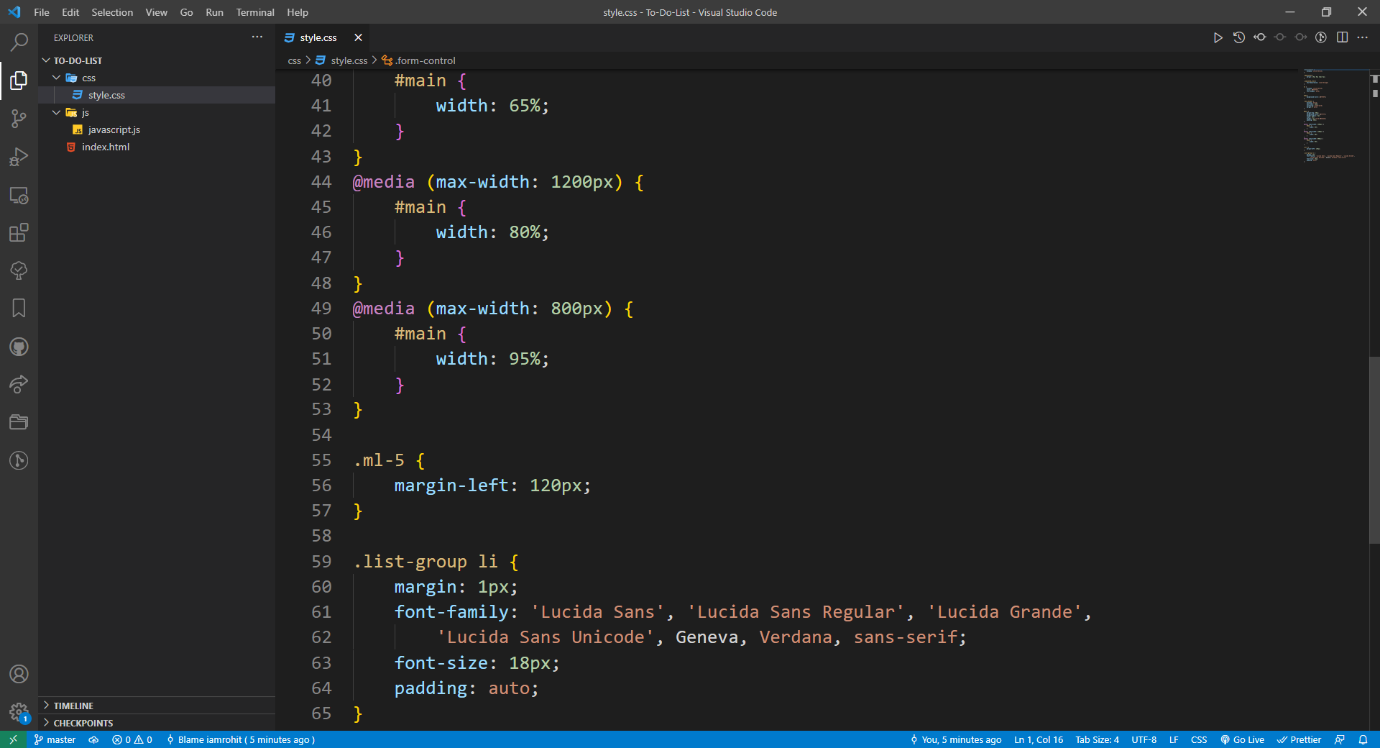 File Edit Selection View Go Run Terminal Help
style.css - To-Do-List - Visual Studio Code
EXPLORER
TO-DO-LIST
css
style.css
js
javascript.js
index.html
TIMELINE
CHECKPOINTS
1
style.css
css > style.css > .form-control
40 #main {
41 width: 65%;
42 }
43 }
44 @media (max-width: 1200px) {
45 #main {
46 width: 80%;
47 }
48 }
49 @media (max-width: 800px) {
50 #main {
51 width: 95%;
52 }
53 }
54
55 .ml-5 {
56 margin-left: 120px;
57 }
58
59 .list-group li {
60 margin: 1px;
61 font-family: 'Lucida Sans', 'Lucida Sans Regular', 'Lucida Grande',
62 'Lucida Sans Unicode', Geneva, Verdana, sans-serif;
63 font-size: 18px;
64 padding: auto;
65 }
master 0 0 Blame iamrohit ( 5 minutes ago ) You, 5 minutes ago Ln 1, Col 16 Tab Size: 4 UTF-8 LF CSS Go Live Prettier